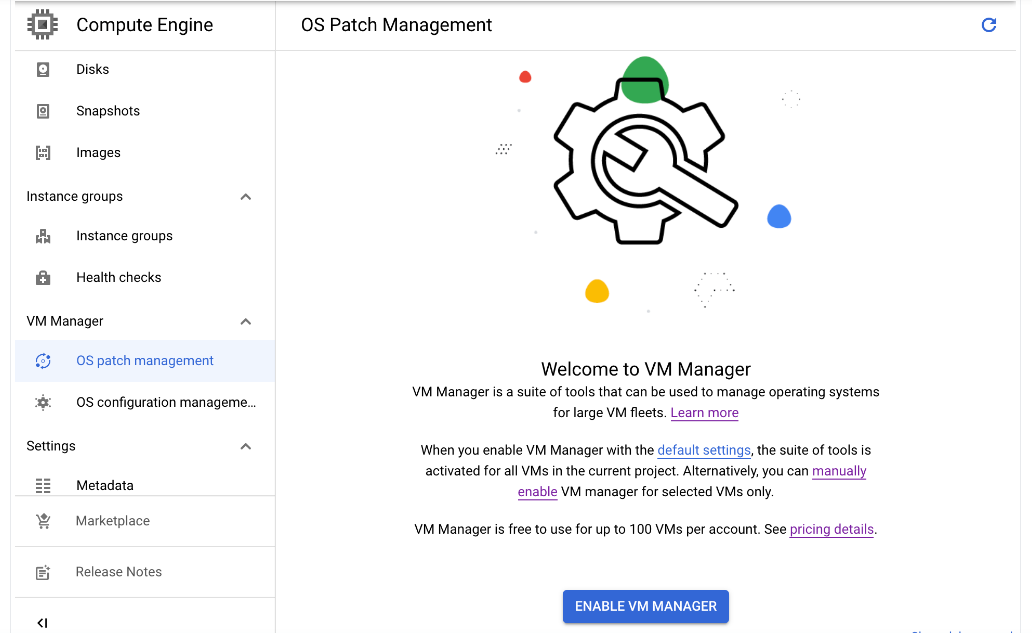 Compute Engine
OS Patch Management
Disks
Snapshots
Images
Instance groups
Instance groups
Health checks
VM Manager
OS patch management
OS configuration manageme...
Settings
Metadata
Marketplace
Release Notes
Welcome to VM Manager
VM Manager is a suite of tools that can be used to manage operating systems
for large VM fleets. Learn more
When you enable VM Manager with the default settings, the suite of tools is
activated for all VMs in the current project. Alternatively, you can manually
enable VM manager for selected VMs only.
VM Manager is free to use for up to 100 VMs per account. See pricing details.
ENABLE VM MANAGER